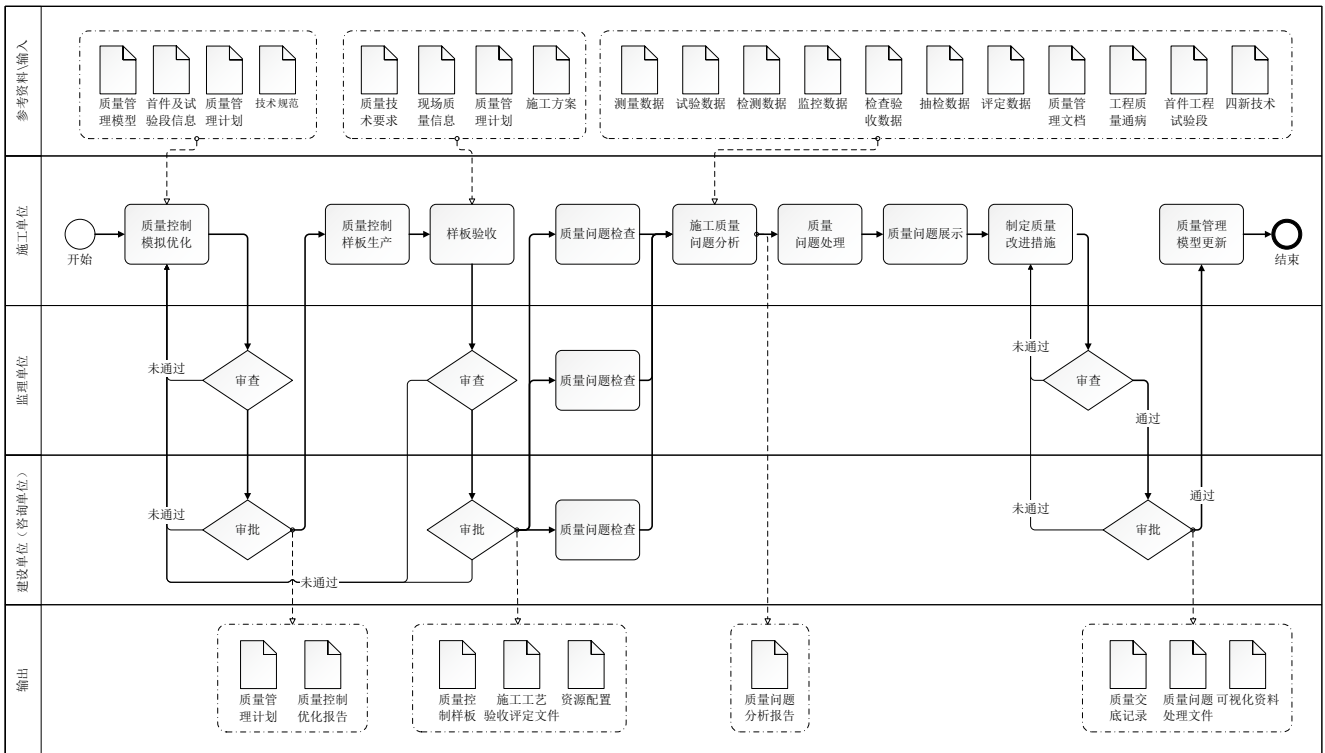 参考资料\输入
质量管
理模型
首件及试
验段信息
质量管
理计划
技术规范
质量技
术要求
现场质
量信息
质量管
理计划
施工方案
测量数据
试验数据
检测数据
监控数据
检查验
收数据
抽检数据
评定数据
质量管
理文档
工程质
量通病
首件工程
试验段
四新技术
施工单位
开始
质量控制
模拟优化
质量控制
样板生产
样板验收
质量问题检查
施工质量
问题分析
质量
问题处理
质量问题展示
制定质量
改进措施
质量管理
模型更新
结束
监理单位
未通过
审查
审查
质量问题检查
未通过
审查
通过
建设单位（咨询单位）
未通过
审批
审批
质量问题检查
未通过
审批
通过
未通过
输出
质量管
理计划
质量控制
优化报告
质量控
制样板
施工工艺
验收评定文件
资源配置
质量问题
分析报告
质量交
底记录
质量问题
处理文件
可视化资料